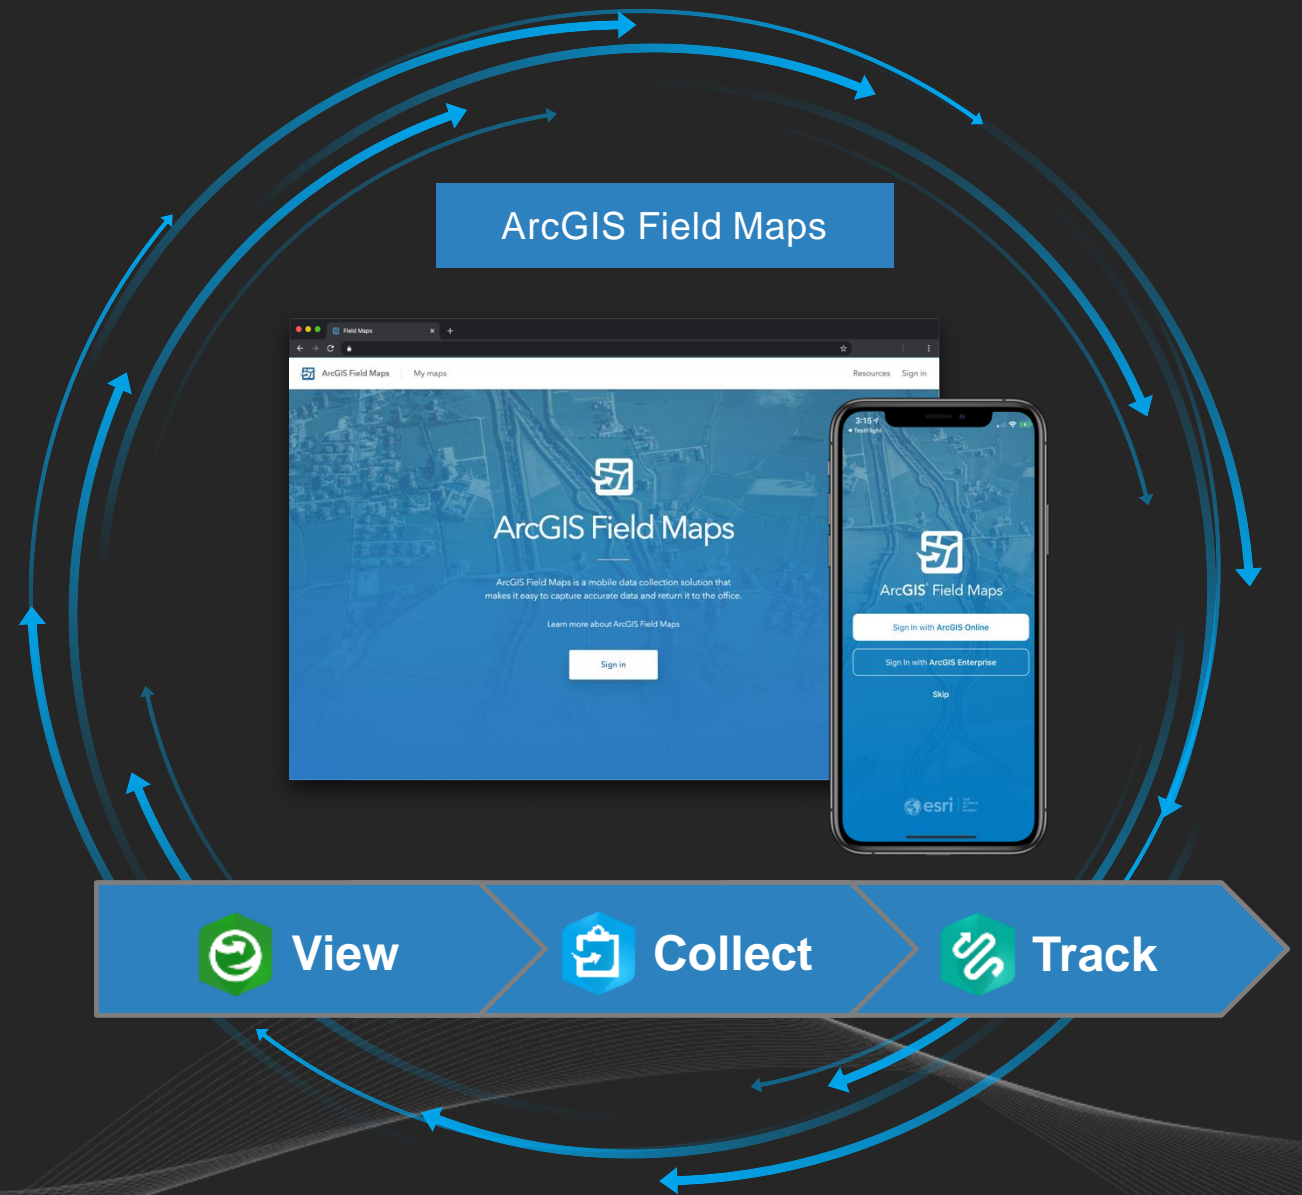 ArcGIS Field Maps
Field Maps
ArcGIS Field Maps
My maps
Resources
Sign in
ArcGIS Field Maps
ArcGIS Field Maps is a mobile data collection solution that
makes it easy to capture accurate data and return it to the office.
Learn more about ArcGIS Field Maps
Sign in
3:15
TestFlight
ArcGIS Field Maps
Sign In with ArcGIS Online
Sign In with ArcGIS Enterprise
Skip
esri
View
Collect
Track